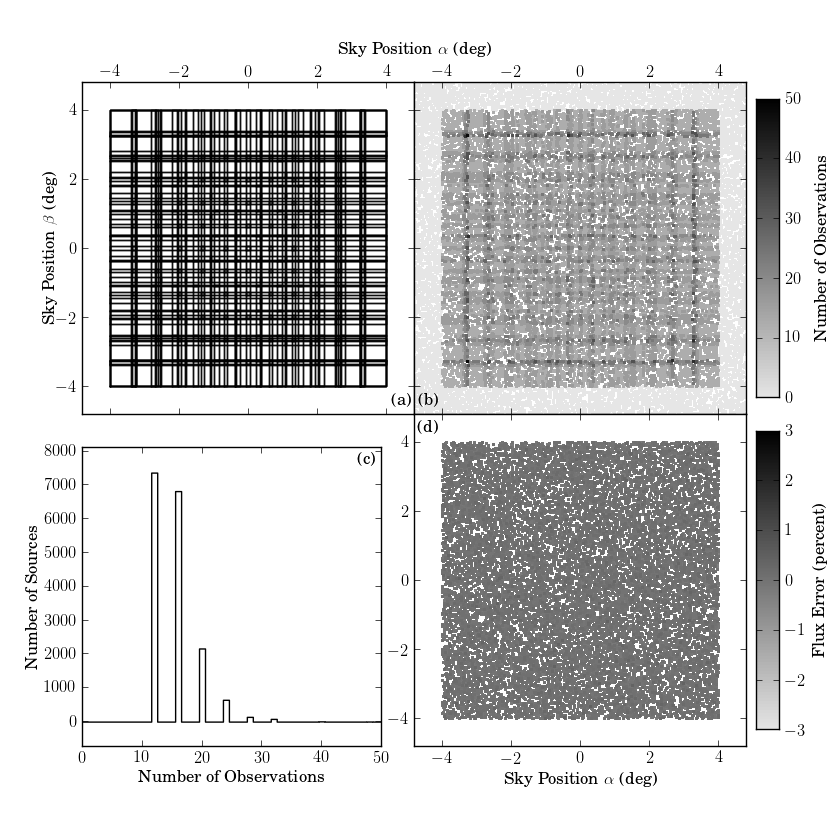 Sky Position α (deg)
−4 −2 0 2 4 −4 −2 0 2 4
4
2
0
−2
−4
Sky Position β (deg)
(a) (b)
50
40
30
20
10
0
Number of Observations
8000
7000
6000
5000
4000
3000
2000
1000
0
Number of Sources
(c)
0 10 20 30 40 50
Number of Observations
(d)
4
2
0
−2
−4
−4 −2 0 2 4
Sky Position α (deg)
3
2
1
0
−1
−2
−3
Flux Error (percent)